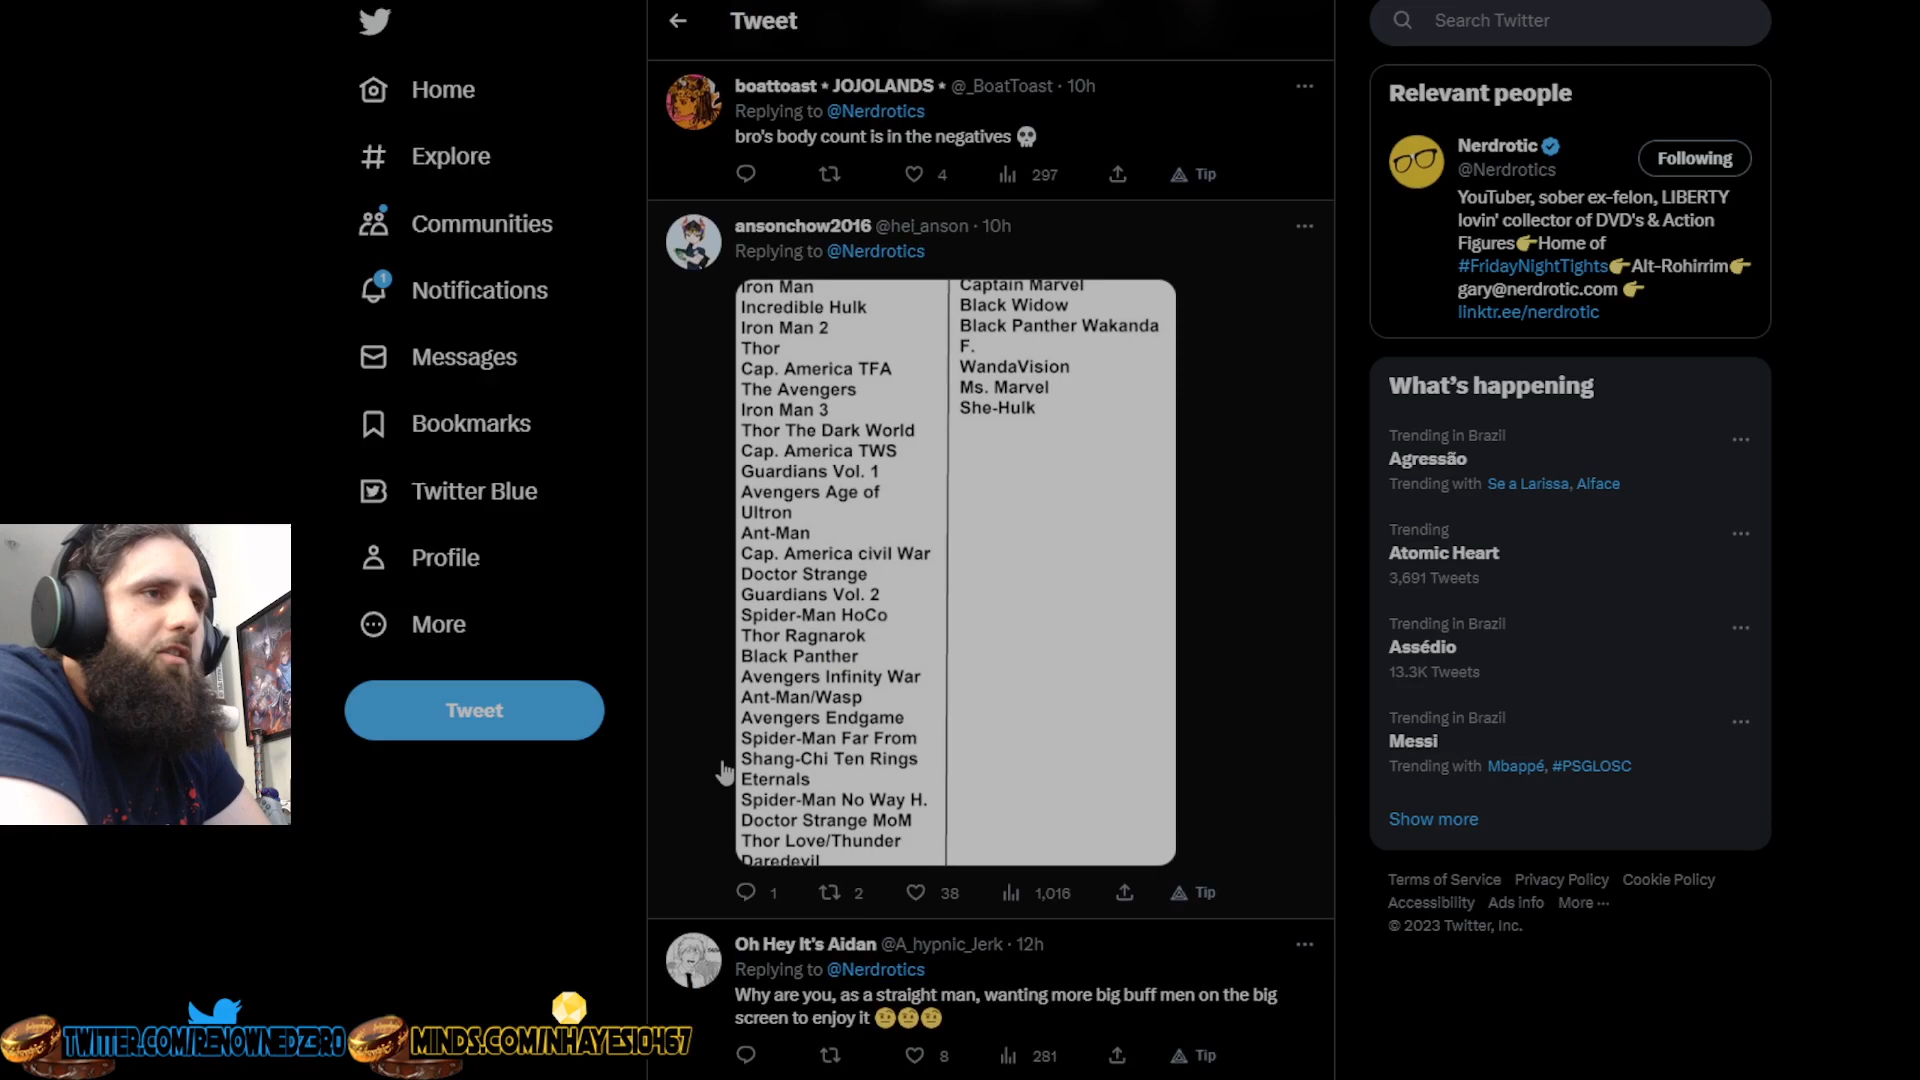 Home
Explore
Communities
1
Notifications
Messages
Bookmarks
Twitter Blue
Profile
More
Tweet
Tweet
boattoast ⋆ JOJOLANDS ⋆ @_BoatToast · 10h
Replying to @Nerdrotics
bro's body count is in the negatives 💀
4
297
Tip
ansonchow2016 @hei_anson · 10h
Replying to @Nerdrotics
Iron Man
Incredible Hulk
Iron Man 2
Thor
Cap. America TFA
The Avengers
Iron Man 3
Thor The Dark World
Cap. America TWS
Guardians Vol. 1
Avengers Age of
Ultron
Ant-Man
Cap. America civil War
Doctor Strange
Guardians Vol. 2
Spider-Man HoCo
Thor Ragnarok
Black Panther
Avengers Infinity War
Ant-Man/Wasp
Avengers Endgame
Spider-Man Far From
Shang-Chi Ten Rings
Eternals
Spider-Man No Way H.
Doctor Strange MoM
Thor Love/Thunder
Daredevil
Captain Marvel
Black Widow
Black Panther Wakanda
F.
WandaVision
Ms. Marvel
She-Hulk
1
2
38
1,016
Tip
Oh Hey It's Aidan @A_hypnic_Jerk · 12h
Replying to @Nerdrotics
Why are you, as a straight man, wanting more big buff men on the big
screen to enjoy it 🤨🤨🤨
8
281
Tip
Search Twitter
Relevant people
Nerdrotic
@Nerdrotics
Following
YouTuber, sober ex-felon, LIBERTY
lovin' collector of DVD's & Action
Figures👉Home of
#FridayNightTights👉Alt-Rohirrim👉
gary@nerdrotic.com 👉
linktr.ee/nerdrotic
What's happening
Trending in Brazil
Agressão
Trending with Se a Larissa, Alface
Trending
Atomic Heart
3,691 Tweets
Trending in Brazil
Assédio
13.3K Tweets
Trending in Brazil
Messi
Trending with Mbappé, #PSGLOSC
Show more
Terms of Service Privacy Policy Cookie Policy
Accessibility Ads info More ···
© 2023 Twitter, Inc.
TWITTER.COM/RENOWNEDZ3R0
MINDS.COM/NHAYES10467